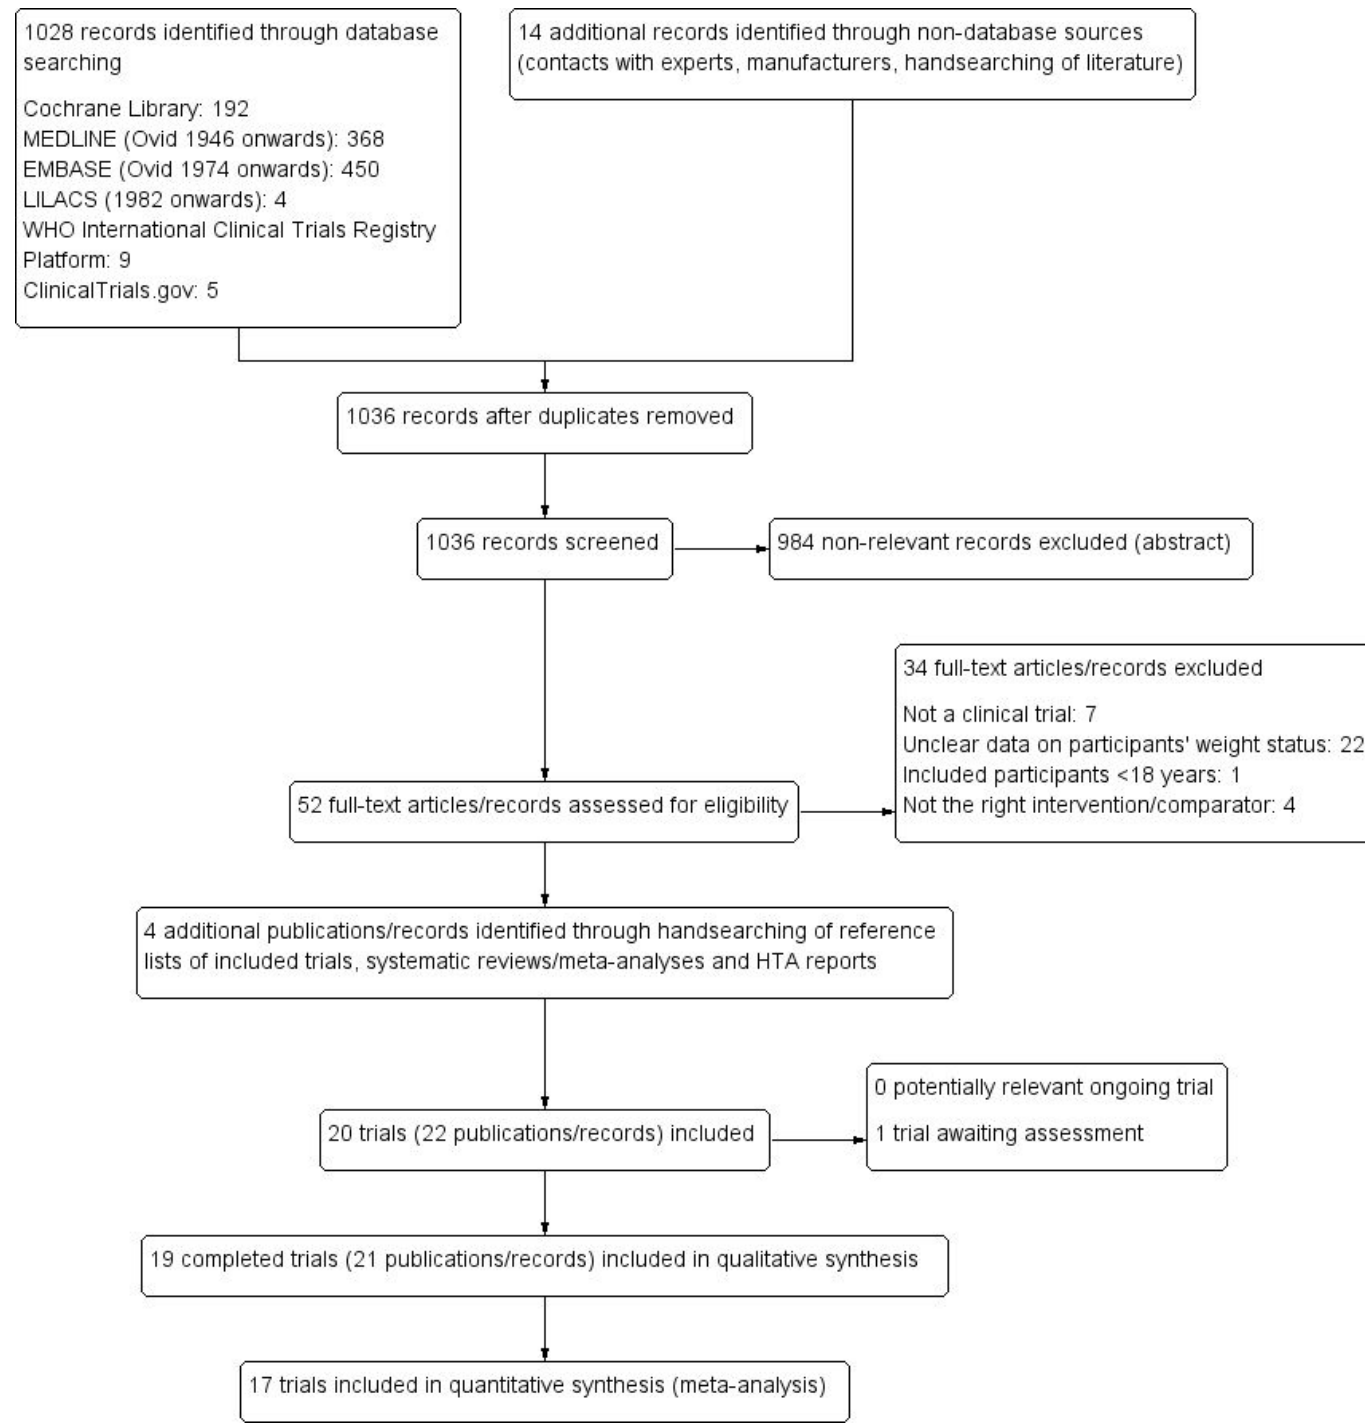 1028 records identified through database
searching
Cochrane Library: 192
MEDLINE (Ovid 1946 onwards): 368
EMBASE (Ovid 1974 onwards): 450
LILACS (1982 onwards): 4
WHO International Clinical Trials Registry
Platform: 9
ClinicalTrials.gov: 5
14 additional records identified through non-database sources
(contacts with experts, manufacturers, handsearching of literature)
1036 records after duplicates removed
1036 records screened
984 non-relevant records excluded (abstract)
34 full-text articles/records excluded
Not a clinical trial: 7
Unclear data on participants' weight status: 22
Included participants <18 years: 1
Not the right intervention/comparator: 4
52 full-text articles/records assessed for eligibility
4 additional publications/records identified through handsearching of reference
lists of included trials, systematic reviews/meta-analyses and HTA reports
0 potentially relevant ongoing trial
1 trial awaiting assessment
20 trials (22 publications/records) included
19 completed trials (21 publications/records) included in qualitative synthesis
17 trials included in quantitative synthesis (meta-analysis)